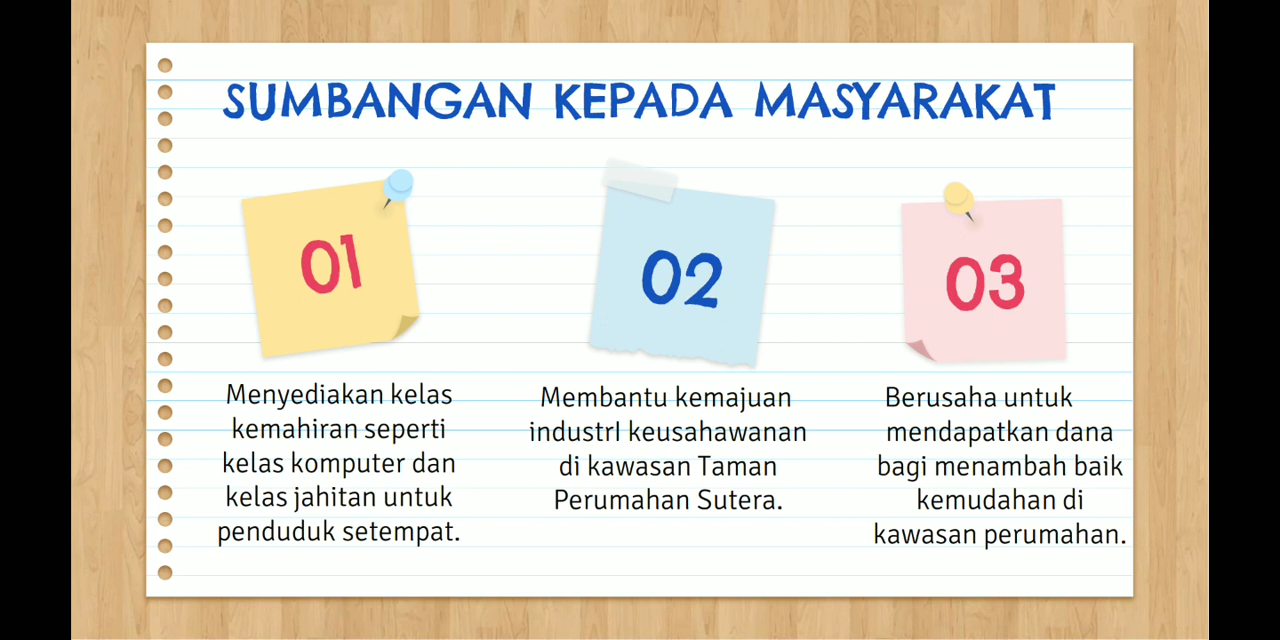 SUMBANGAN KEPADA MASYARAKAT
01
Menyediakan kelas
kemahiran seperti
kelas komputer dan
kelas jahitan untuk
penduduk setempat.
02
Membantu kemajuan
industrI keusahawanan
di kawasan Taman
Perumahan Sutera.
03
Berusaha untuk
mendapatkan dana
bagi menambah baik
kemudahan di
kawasan perumahan.